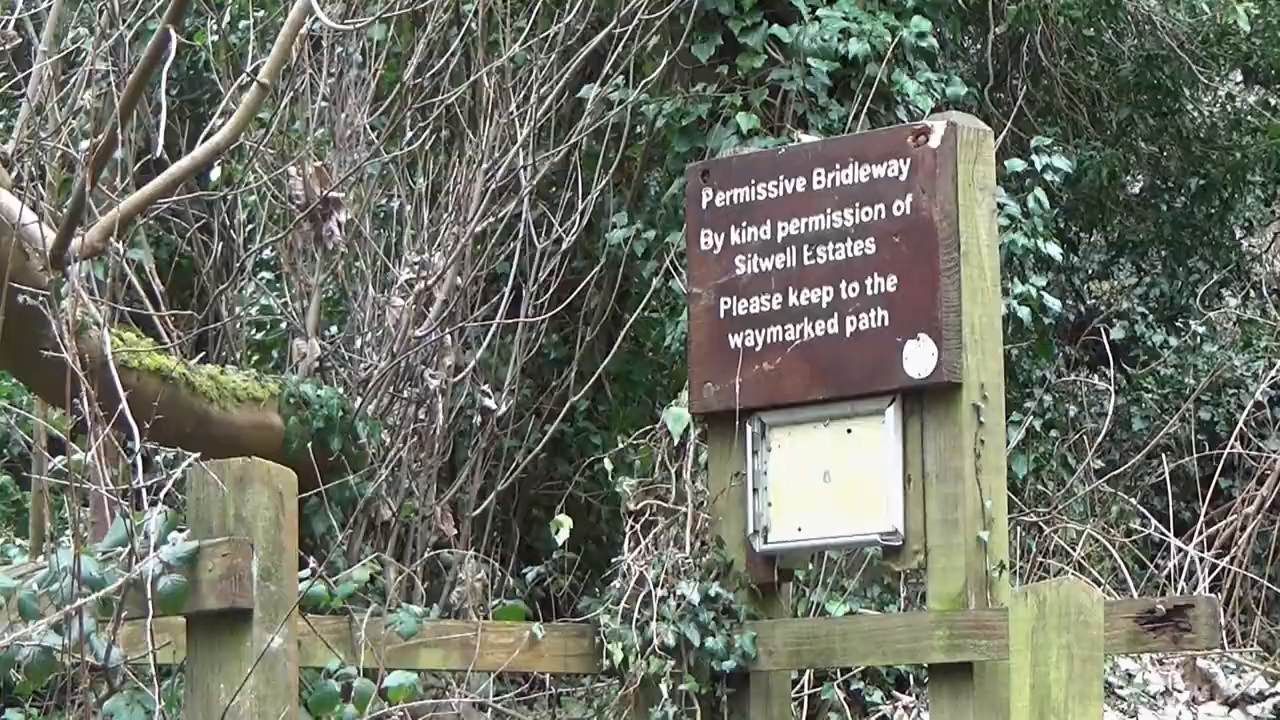 Permissive Bridleway
By kind permission of
Sitwell Estates
Please keep to the
waymarked path